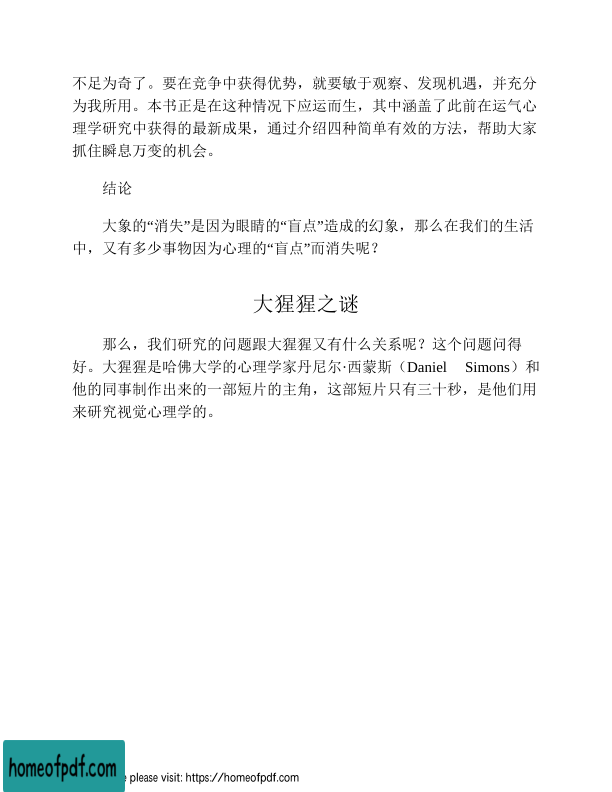 不足为奇了。要在竞争中获得优势，就要敏于观察、发现机遇，并充分
为我所用。本书正是在这种情况下应运而生，其中涵盖了此前在运气心
理学研究中获得的最新成果，通过介绍四种简单有效的方法，帮助大家
抓住瞬息万变的机会。
结论
大象的“消失”是因为眼睛的“盲点”造成的幻象，那么在我们的生活
中，又有多少事物因为心理的“盲点”而消失呢？
大猩猩之谜
那么，我们研究的问题跟大猩猩又有什么关系呢？这个问题问得
好。大猩猩是哈佛大学的心理学家丹尼尔·西蒙斯（Daniel Simons）和
他的同事制作出来的一部短片的主角，这部短片只有三十秒，是他们用
来研究视觉心理学的。
homeofpdf.com
e please visit: https://homeofpdf.com